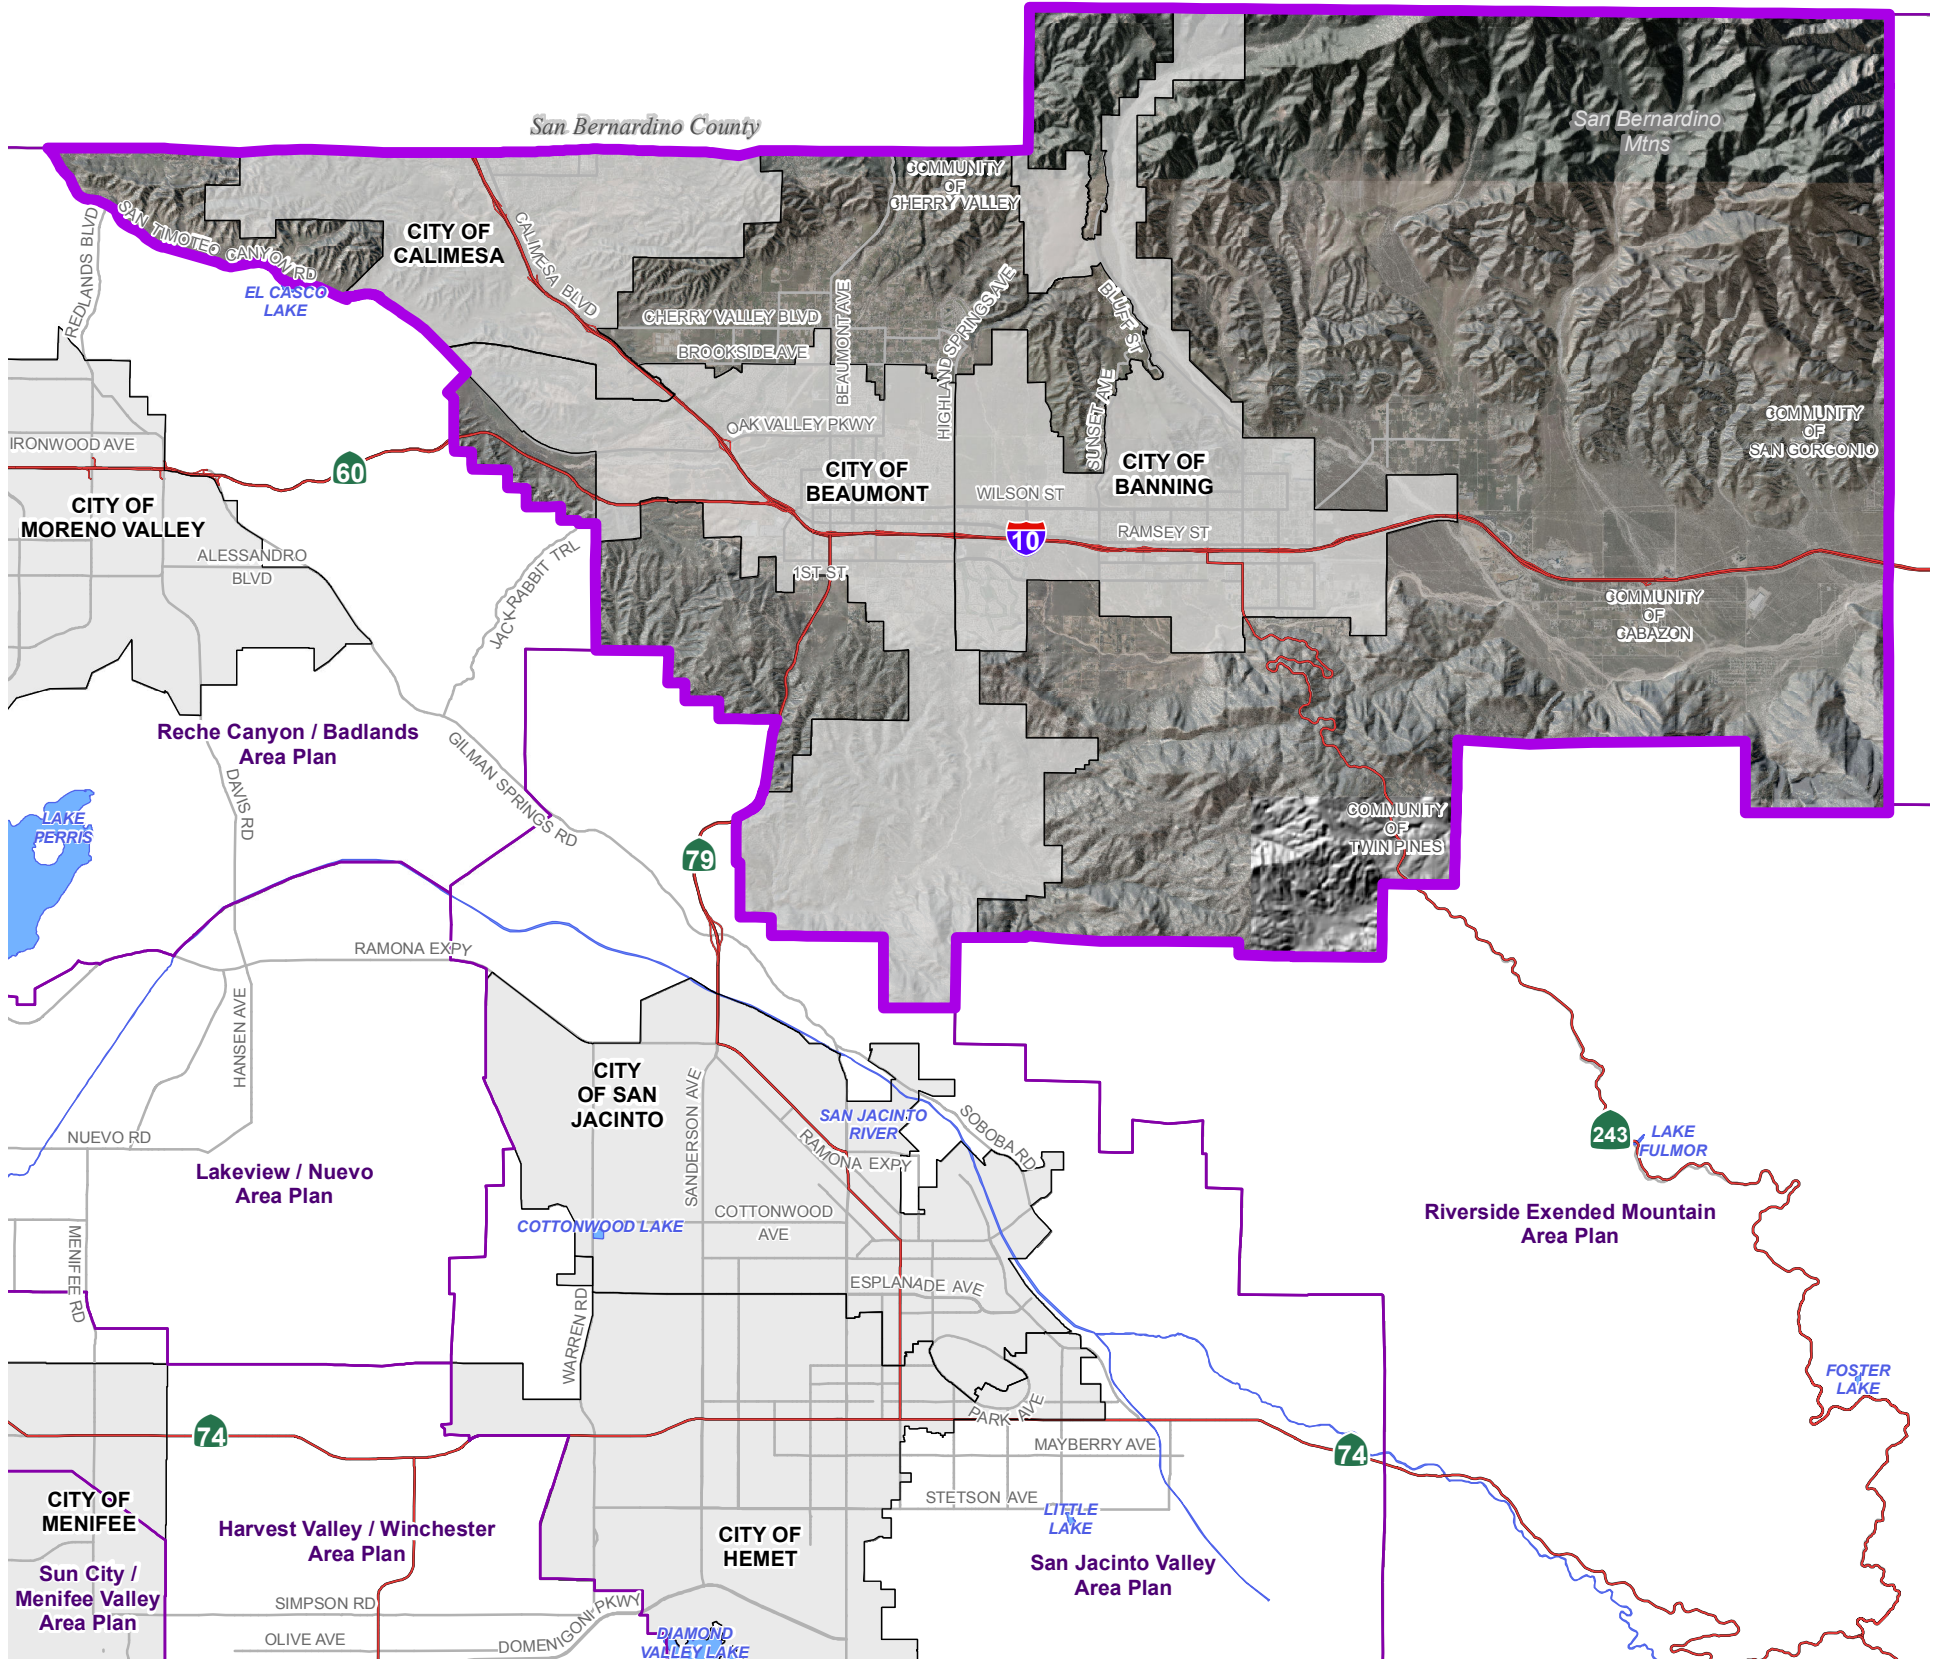 San Bernardino County
San Bernardino
Mtns
COMMUNITY
OF
CHERRY VALLEY
CITY OF
CALIMESA
CALIMESA BLVD
SAN TIMOTEO CANYON RD
REDLANDS BLVD
EL CASCO
LAKE
CHERRY VALLEY BLVD
BROOKSIDE AVE
BEAUMONT AVE
HIGHLAND SPRINGS AVE
BLUFF ST
SUNSET AVE
OAK VALLEY PKWY
COMMUNITY
OF
SAN GORGONIO
IRONWOOD AVE
60
CITY OF
BEAUMONT
CITY OF
BANNING
WILSON ST
10
RAMSEY ST
CITY OF
MORENO VALLEY
ALESSANDRO
BLVD
JACK RABBIT TRL
1ST ST
COMMUNITY
OF
CABAZON
Reche Canyon / Badlands
Area Plan
GILMAN SPRINGS RD
DAVIS RD
LAKE
PERRIS
79
COMMUNITY
OF
TWIN PINES
RAMONA EXPY
HANSEN AVE
CITY
OF SAN
JACINTO
SANDERSON AVE
SAN JACINTO
RIVER
SOBOBA RD
RAMONA EXPY
243
LAKE
FULMOR
NUEVO RD
Lakeview / Nuevo
Area Plan
COTTONWOOD LAKE
COTTONWOOD
AVE
Riverside Exended Mountain
Area Plan
MENIFEE RD
WARREN RD
ESPLANADE AVE
FOSTER
LAKE
PARK AVE
74
MAYBERRY AVE
74
CITY OF
MENIFEE
STETSON AVE
LITTLE
LAKE
Harvest Valley / Winchester
Area Plan
CITY OF
HEMET
San Jacinto Valley
Area Plan
Sun City /
Menifee Valley
Area Plan
SIMPSON RD
OLIVE AVE
DOMENIGONI PKWY
DIAMOND
VALLEY LAKE